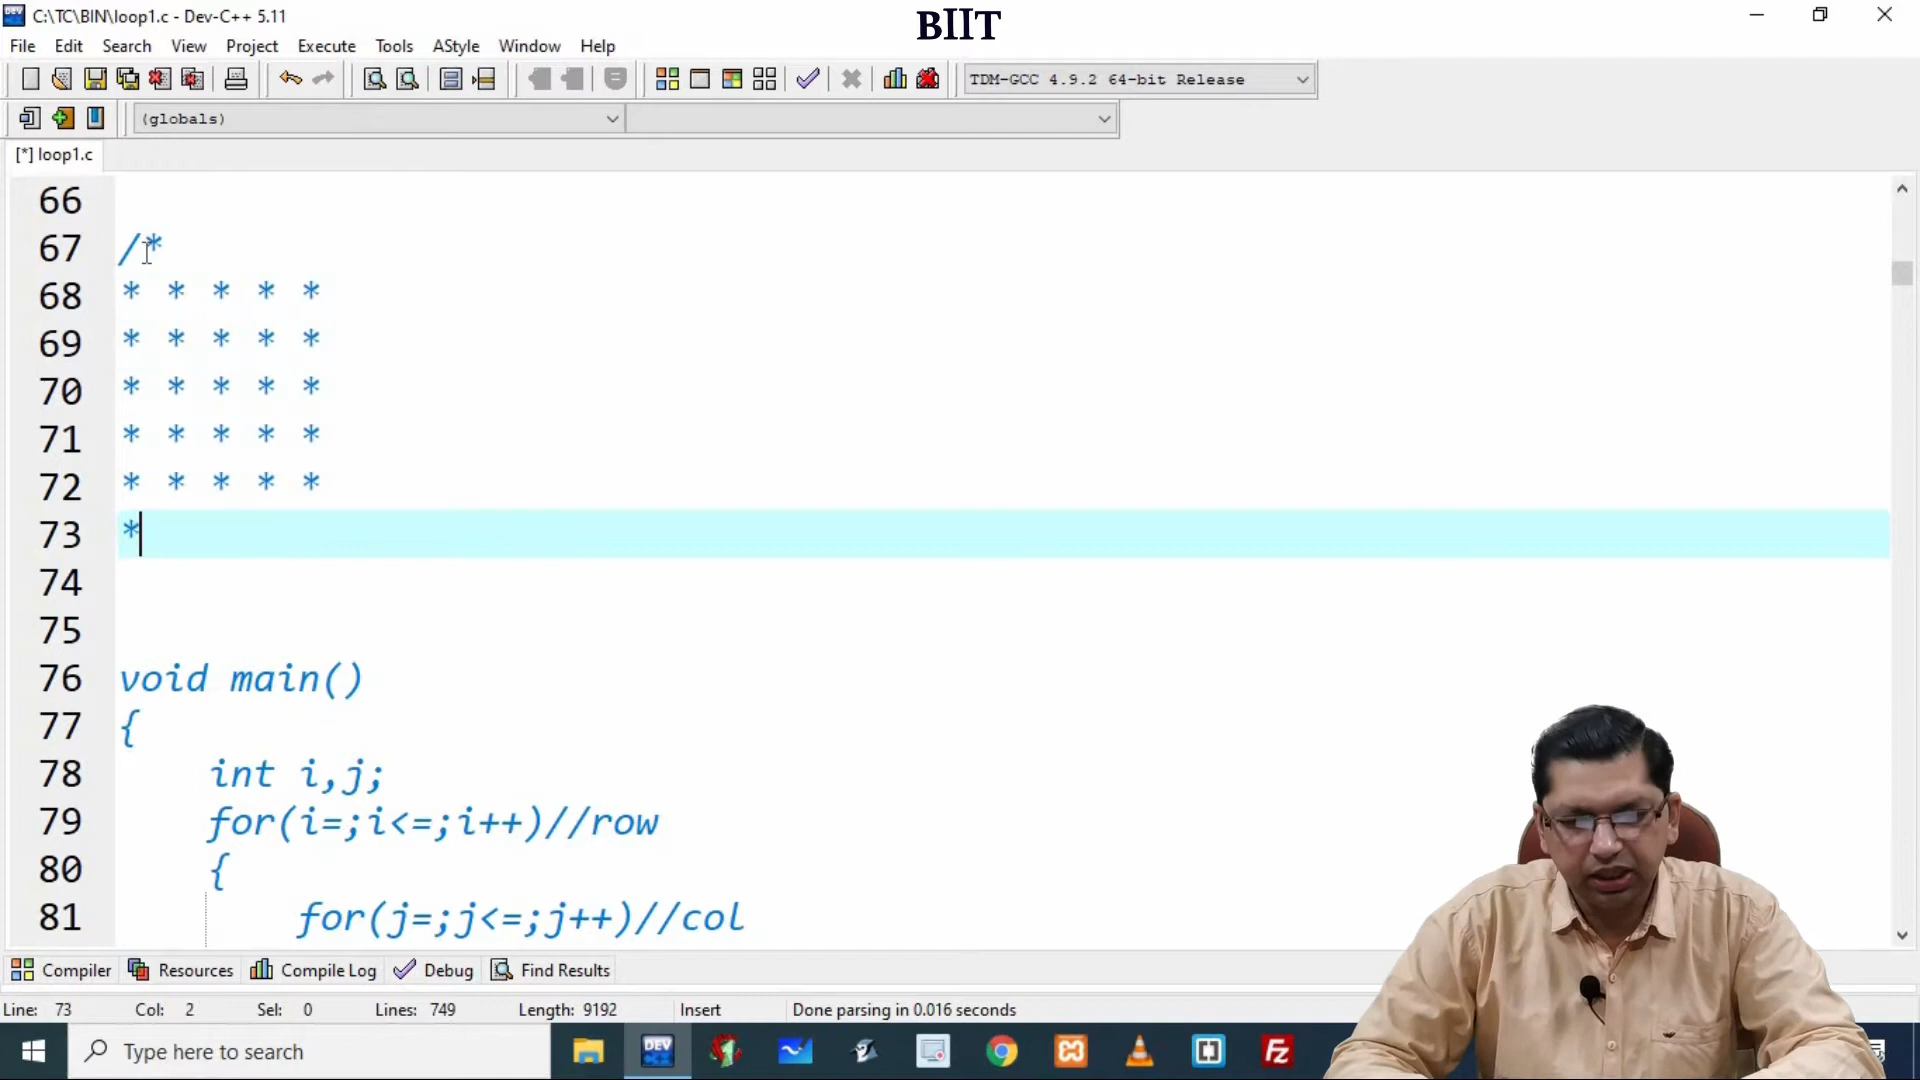 C:\TC\BIN\loop1.c - Dev-C++ 5.11
BIIT
File Edit Search View Project Execute Tools AStyle Window Help
TDM-GCC 4.9.2 64-bit Release
(globals)
[*] loop1.c
66
67 /*
68 * * * * *
69 * * * * *
70 * * * * *
71 * * * * *
72 * * * * *
73 *
74
75
76 void main()
77 {
78 int i,j;
79 for(i=;i<=;i++)//row
80 {
81 for(j=;j<=;j++)//col
Compiler Resources Compile Log Debug Find Results
Line: 73 Col: 2 Sel: 0 Lines: 749 Length: 9192 Insert Done parsing in 0.016 seconds
Type here to search
DEV
Fz